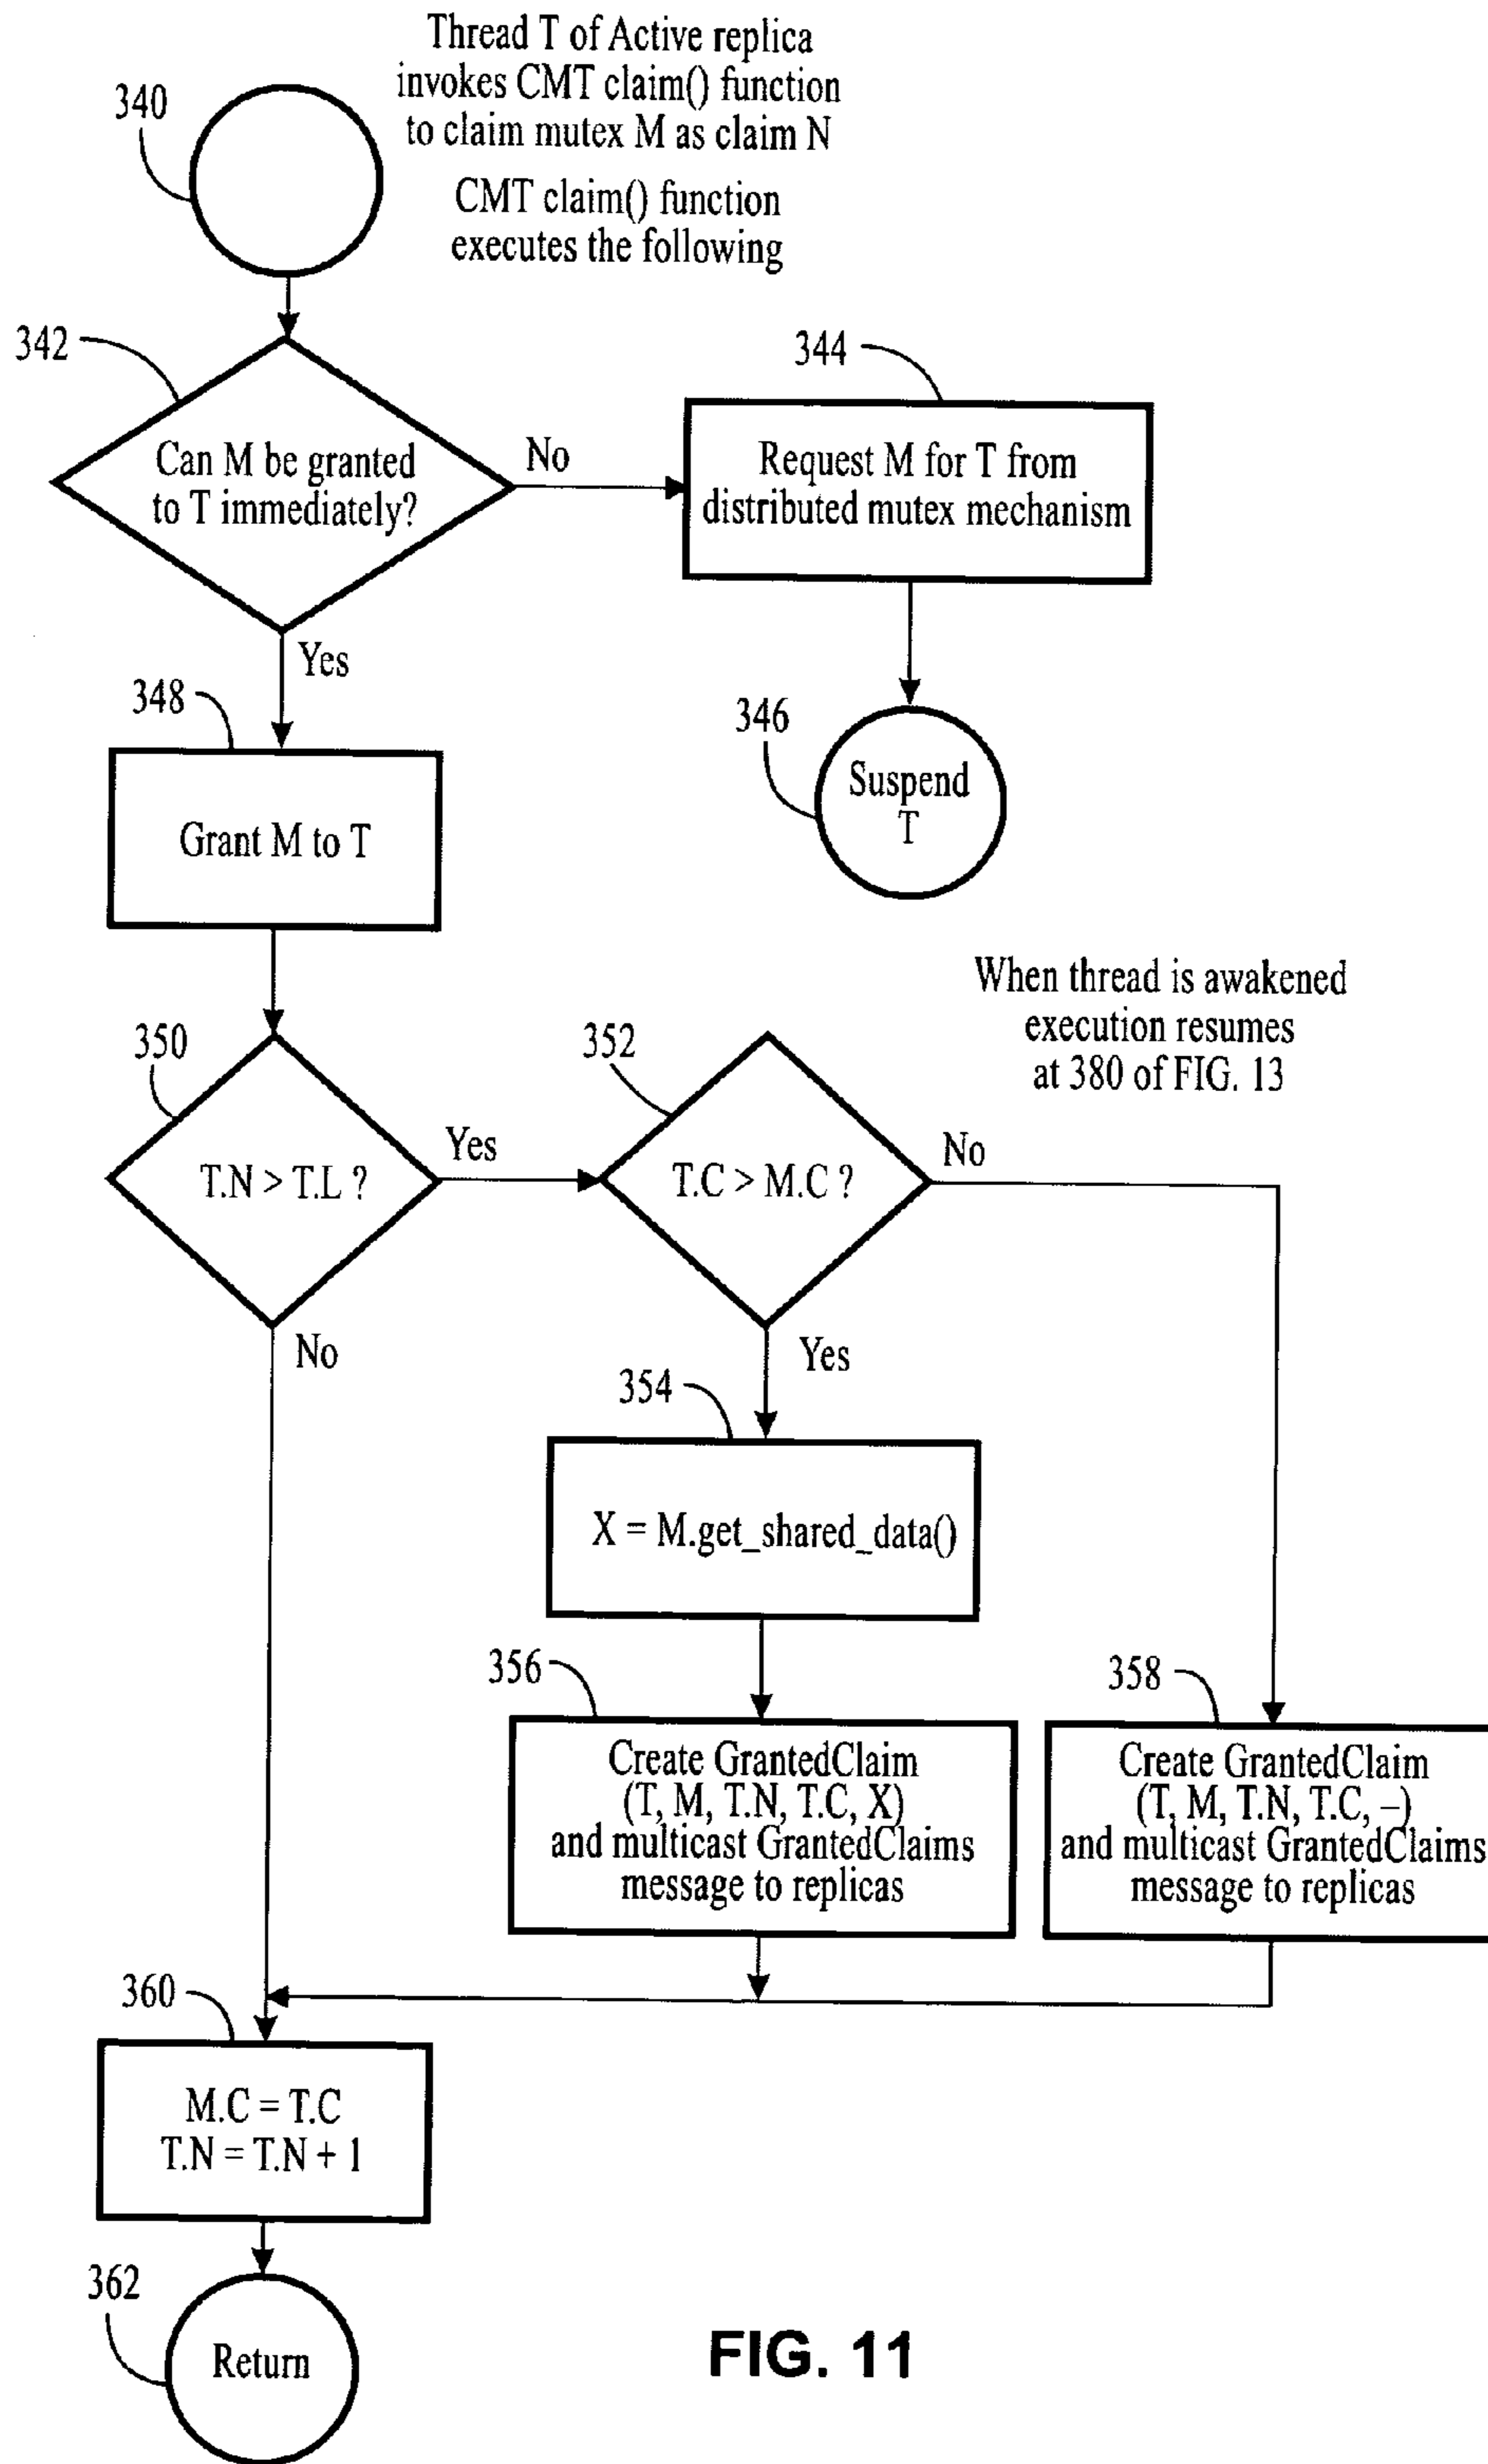 Thread T of Active replica
invokes CMT claim() function
to claim mutex M as claim N
340
CMT claim() function
executes the following
342
344
Can M be granted
to T immediately?
No
Request M for T from
distributed mutex mechanism
Yes
348
346
Suspend
T
Grant M to T
When thread is awakened
execution resumes
at 380 of FIG. 13
350
352
T.N > T.L ?
Yes
T.C > M.C ?
No
No
Yes
354
X = M.get_shared_data()
356
358
Create GrantedClaim
(T, M, T.N, T.C, X)
and multicast GrantedClaims
message to replicas
Create GrantedClaim
(T, M, T.N, T.C, –)
and multicast GrantedClaims
message to replicas
360
M.C = T.C
T.N = T.N + 1
362
Return
FIG. 11